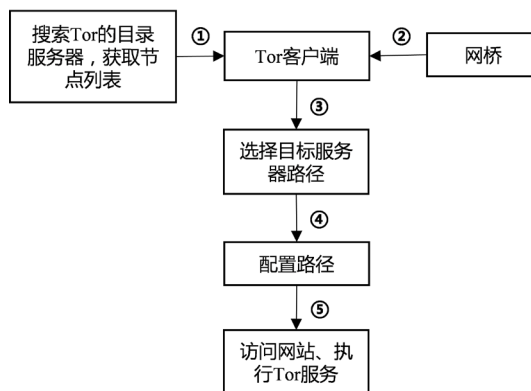 搜索Tor的目录
服务器，获取节
点列表
①
Tor客户端
②
网桥
③
选择目标服务
器路径
④
配置路径
⑤
访问网站、执
行Tor服务